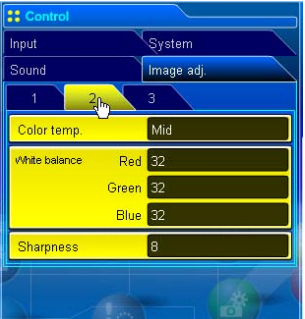 Control
Input System
Sound Image adj.
1 2 3
Color temp. Mid
White balance Red 32
Green 32
Blue 32
Sharpness 8